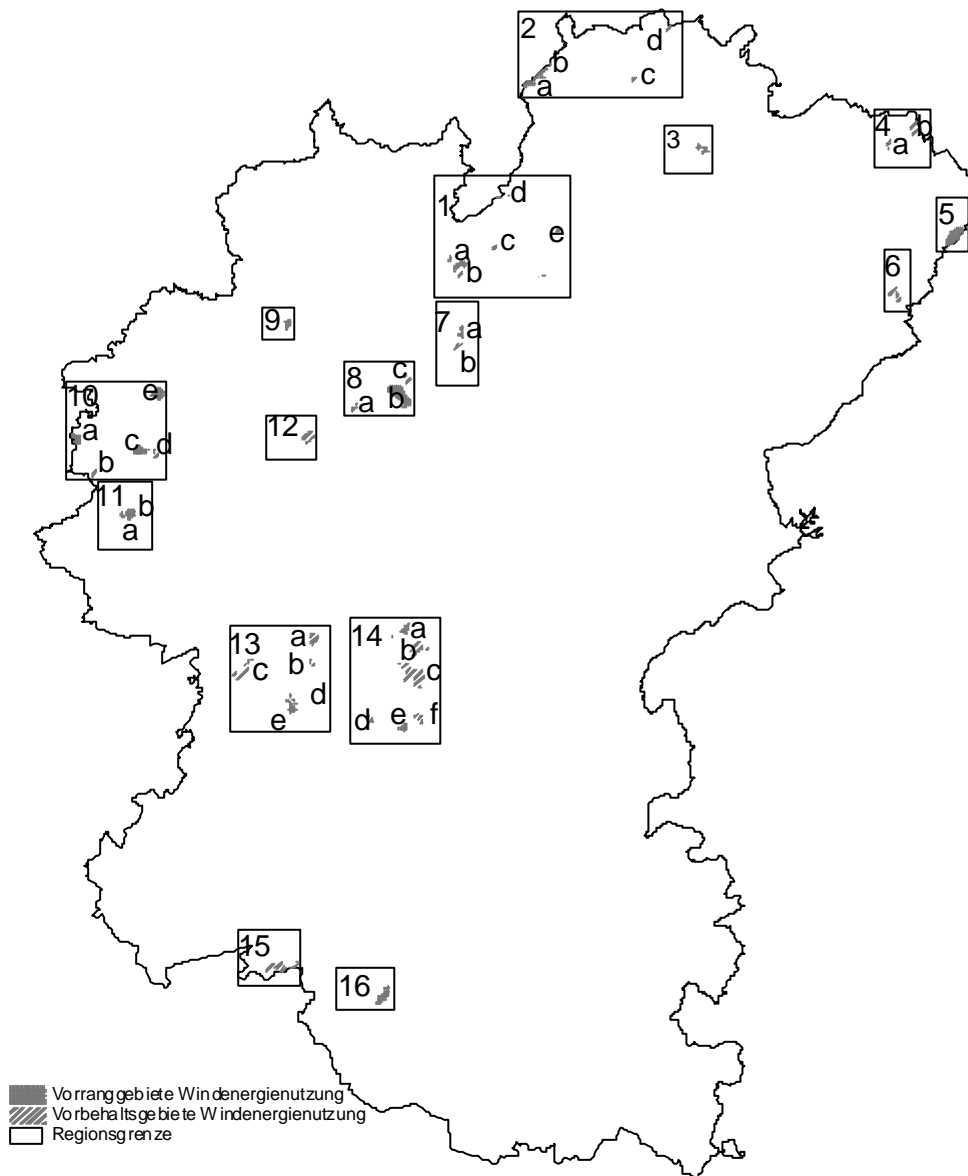 2
d
b
c
a
3
4
b
a
1
d
5
a
c
e
b
6
9
7
a
b
8
c
a
b
10
e
a
12
c
d
b
11
b
a
13
a
14
a
b
b
c
c
d
e
d
e
f
15
16
Vorranggebiete Windenergienutzung
Vorbehaltsgebiete Windenergienutzung
Regionsgrenze